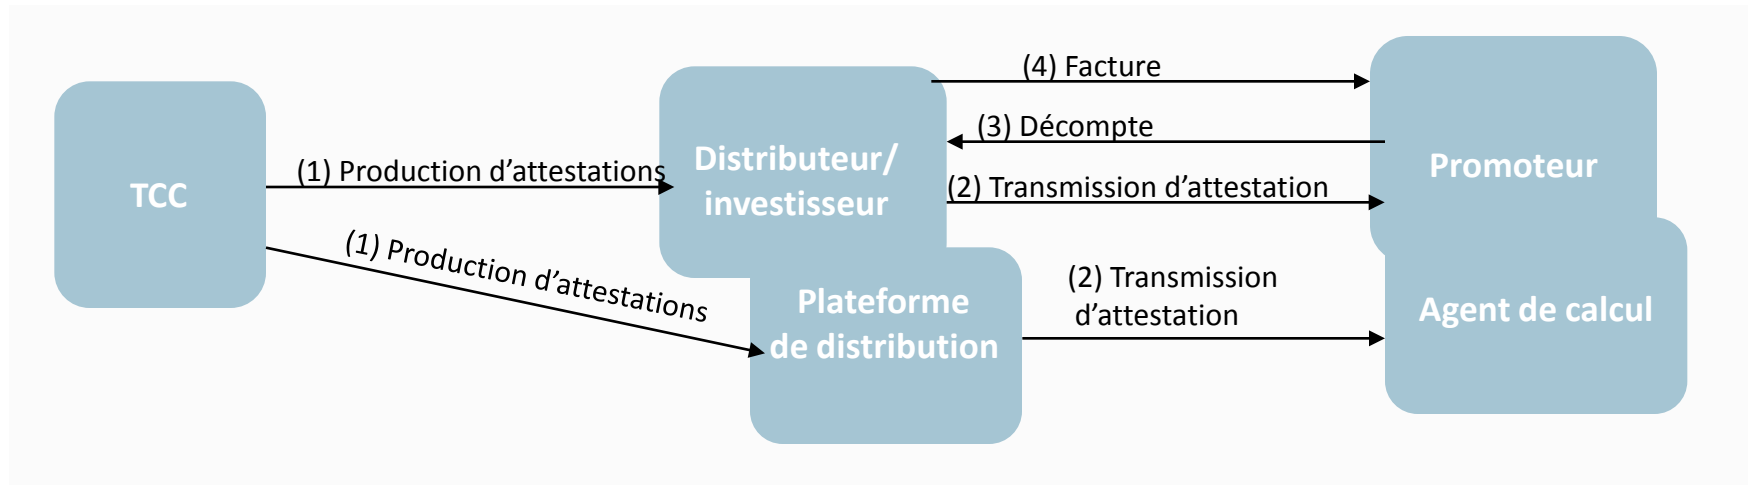 TCC
(1) Production d’attestations
(1) Production d’attestations
Distributeur/
investisseur
Plateforme
de distribution
(4) Facture
(3) Décompte
(2) Transmission d’attestation
(2) Transmission
d’attestation
Promoteur
Agent de calcul